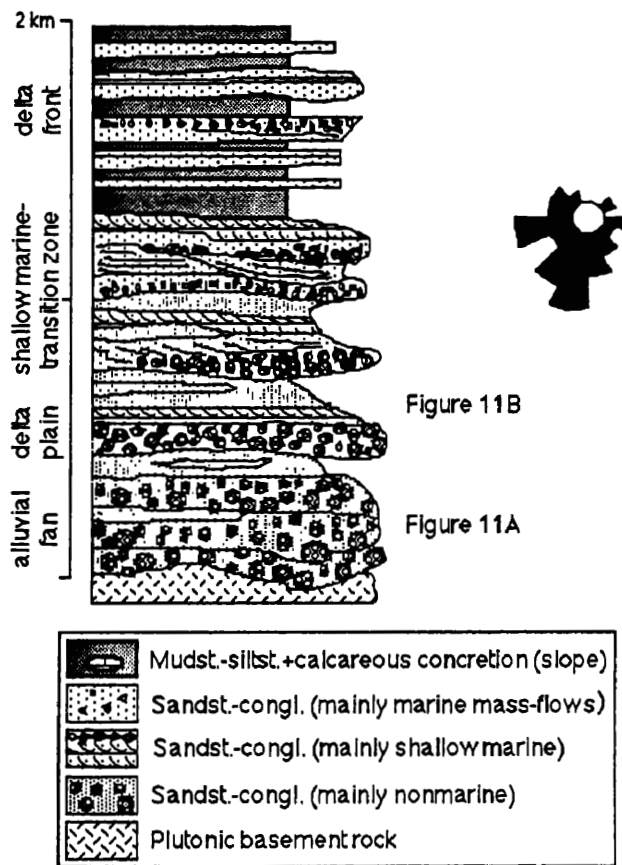 2 km
delta
front
shallow marine-
transition zone
delta
plain
alluvial
fan
Figure 11B
Figure 11A
Mudst.-siltst.+calcareous concretion (slope)
Sandst.-congl. (mainly marine mass-flows)
Sandst.-congl. (mainly shallow marine)
Sandst.-congl. (mainly nonmarine)
Plutonic basement rock